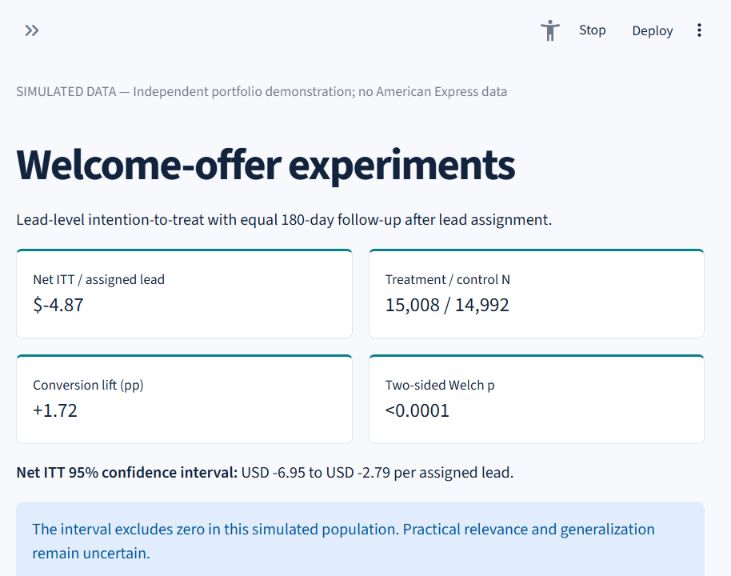 Stop Deploy
SIMULATED DATA — Independent portfolio demonstration; no American Express data
Welcome-offer experiments
Lead-level intention-to-treat with equal 180-day follow-up after lead assignment.
Net ITT / assigned lead
$-4.87
Treatment / control N
15,008 / 14,992
Conversion lift (pp)
+1.72
Two-sided Welch p
<0.0001
Net ITT 95% confidence interval: USD -6.95 to USD -2.79 per assigned lead.
The interval excludes zero in this simulated population. Practical relevance and generalization
remain uncertain.